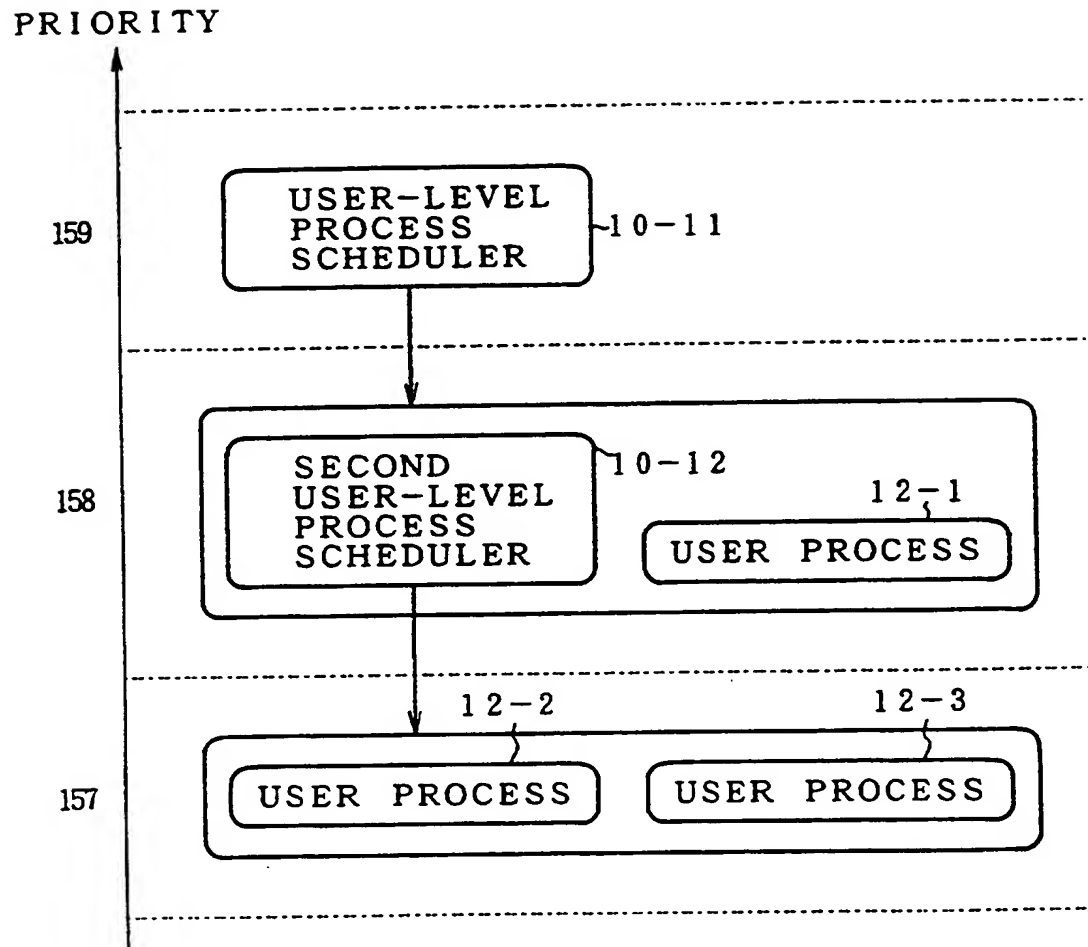 PRIORITY
159
USER-LEVEL
PROCESS
SCHEDULER
10-11
158
SECOND
USER-LEVEL
PROCESS
SCHEDULER
10-12
12-1
USER PROCESS
157
12-2
USER PROCESS
12-3
USER PROCESS